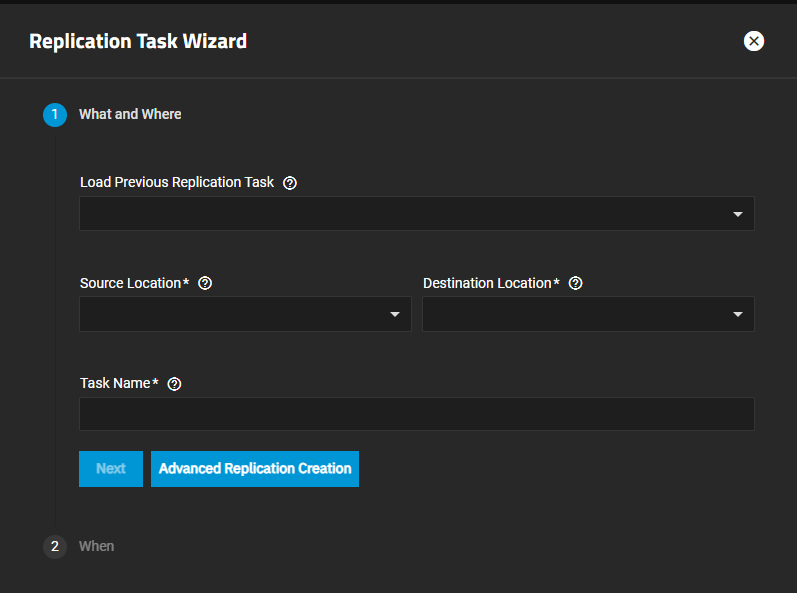 Replication Task Wizard
1 What and Where
Load Previous Replication Task ?
Source Location* ? Destination Location* ?
Task Name* ?
Next Advanced Replication Creation
2 When